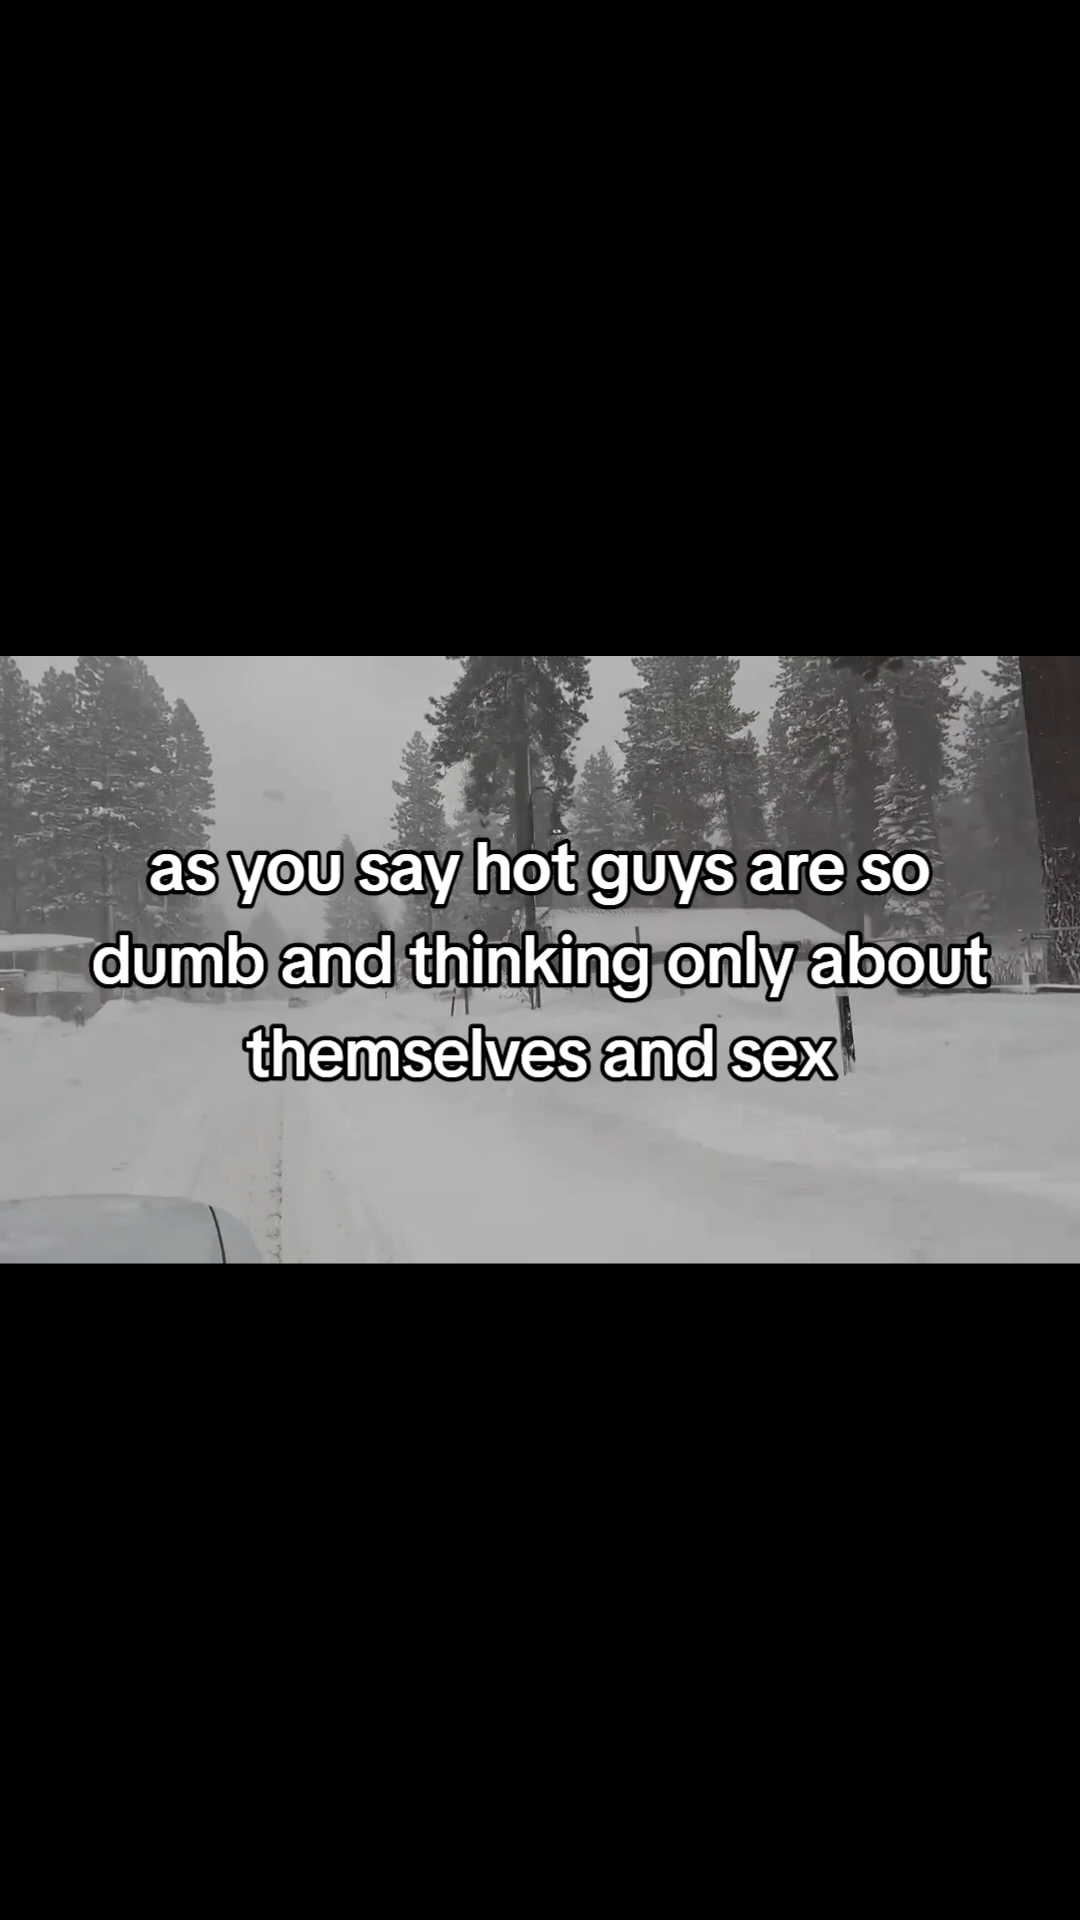 as you say hot guys are so
dumb and thinking only about
themselves and sex